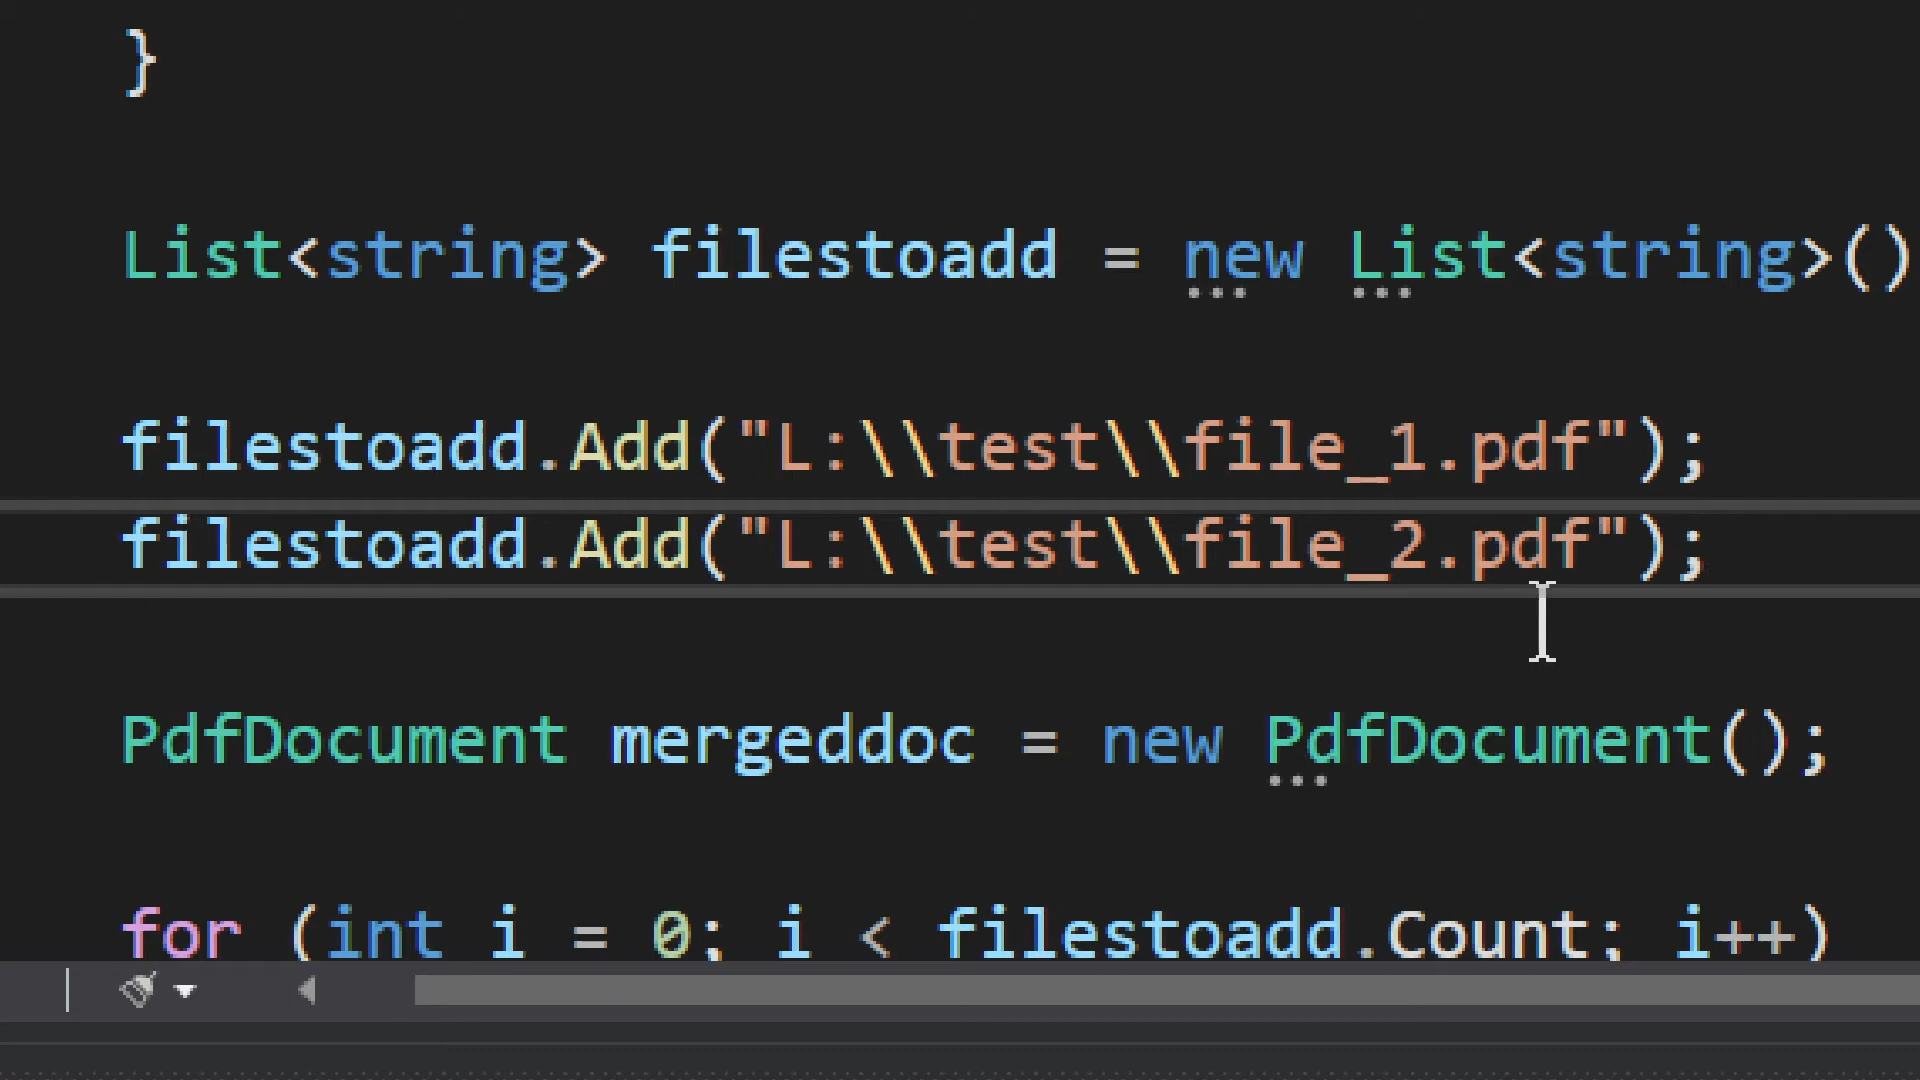 }
List<string> filestoadd = new List<string>()
filestoadd.Add("L:\\test\\file_1.pdf");
filestoadd.Add("L:\\test\\file_2.pdf");
PdfDocument mergeddoc = new PdfDocument();
for (int i = 0; i < filestoadd.Count; i++)